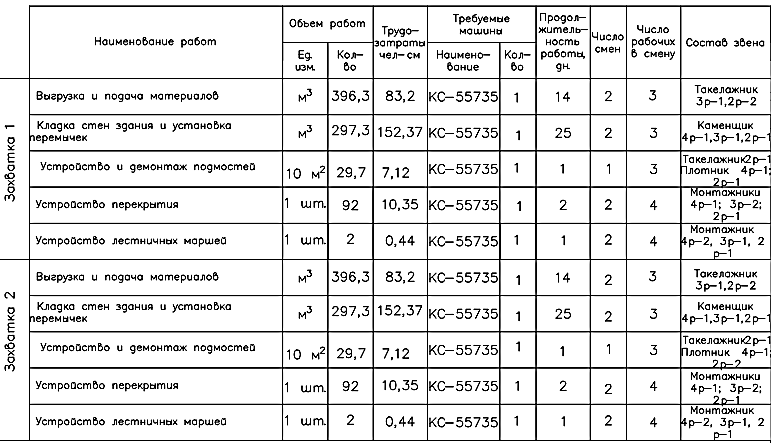 Наименование работ | Объем работ | Трудо-затраты чел-см | Требуемые машины | Продол-житель-ность работы, дн. | Число смен | Число рабочих в смену | Состав звена
Ед. изм. | Кол-во | Наимено-вание | Кол-во
Захватка 1
Выгрузка и подача материалов | м³ | 396,3 | 83,2 | КС-55735 | 1 | 14 | 2 | 3 | Такелажник 3р-1,2р-2
Кладка стен здания и установка перемычек | м³ | 297,3 | 152,37 | КС-55735 | 1 | 25 | 2 | 3 | Каменщик 4р-1,3р-1,2р-1
Устройство и демонтаж подмостей | 10 м² | 29,7 | 7,12 | КС-55735 | 1 | 1 | 1 | 3 | Такелажник2р-1 Плотник 4р-1; 2р-1
Устройство перекрытия | 1 шт. | 92 | 10,35 | КС-55735 | 1 | 2 | 2 | 4 | Монтажники 4р-1; 3р-2; 2р-1
Устройство лестничных маршей | 1 шт. | 2 | 0,44 | КС-55735 | 1 | 1 | 2 | 4 | Монтажник 4р-2, 3р-1, 2 р-1
Захватка 2
Выгрузка и подача материалов | м³ | 396,3 | 83,2 | КС-55735 | 1 | 14 | 2 | 3 | Такелажник 3р-1,2р-2
Кладка стен здания и установка перемычек | м³ | 297,3 | 152,37 | КС-55735 | 1 | 25 | 2 | 3 | Каменщик 4р-1,3р-1,2р-1
Устройство и демонтаж подмостей | 10 м² | 29,7 | 7,12 | КС-55735 | 1 | 1 | 1 | 3 | Такелажник2р-1 Плотник 4р-1; 2р-2
Устройство перекрытия | 1 шт. | 92 | 10,35 | КС-55735 | 1 | 2 | 2 | 4 | Монтажники 4р-1; 3р-2; 2р-1
Устройство лестничных маршей | 1 шт. | 2 | 0,44 | КС-55735 | 1 | 1 | 2 | 4 | Монтажник 4р-2, 3р-1, 2 р-1